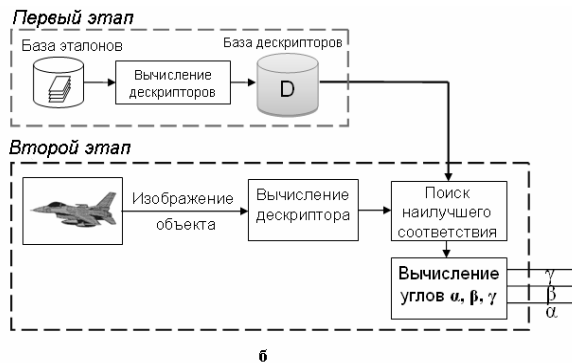 Первый этап
База эталонов
База дескрипторов
Вычисление
дескрипторов
D
Второй этап
Изображение
объекта
Вычисление
дескриптора
Поиск
наилучшего
соответствия
Вычисление
углов α, β, γ
γ
β
α
б